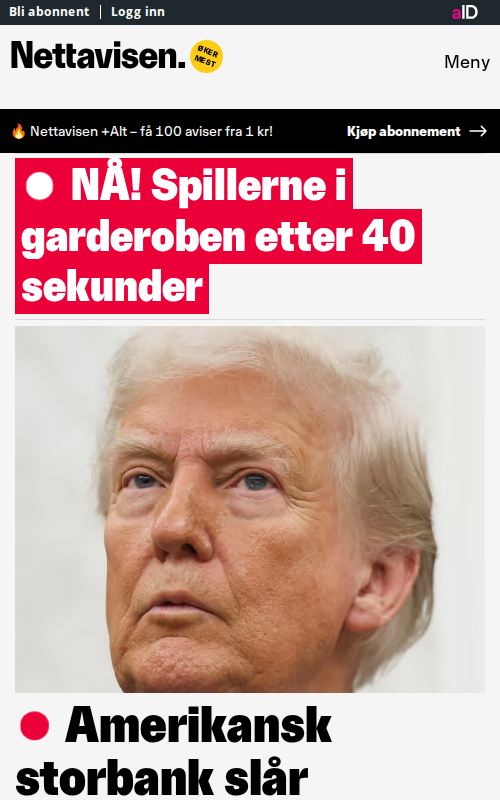 Bli abonnent
Logg inn
aID
Nettavisen.
ØKER
MEST
Meny
🔥 Nettavisen +Alt – få 100 aviser fra 1 kr!
Kjøp abonnement →
NÅ! Spillerne i
garderoben etter 40
sekunder
Amerikansk
storbank slår